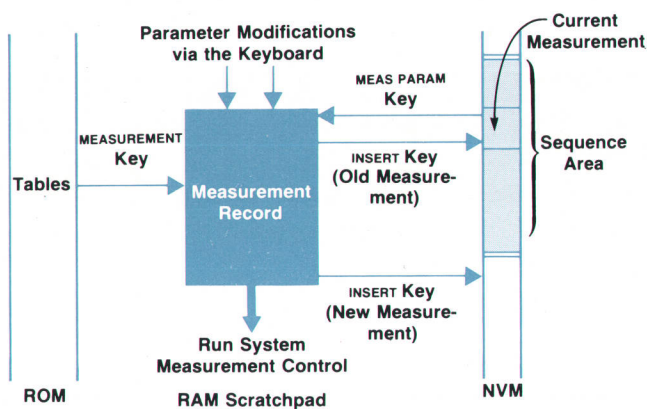 Parameter Modifications
via the Keyboard
Current
Measurement
MEAS PARAM
Key
MEASUREMENT
Key
Sequence
Area
Tables
Measurement
Record
INSERT Key
(Old Measure-
ment)
INSERT Key
(New Measure-
ment)
Run System
Measurement Control
ROM
RAM Scratchpad
NVM